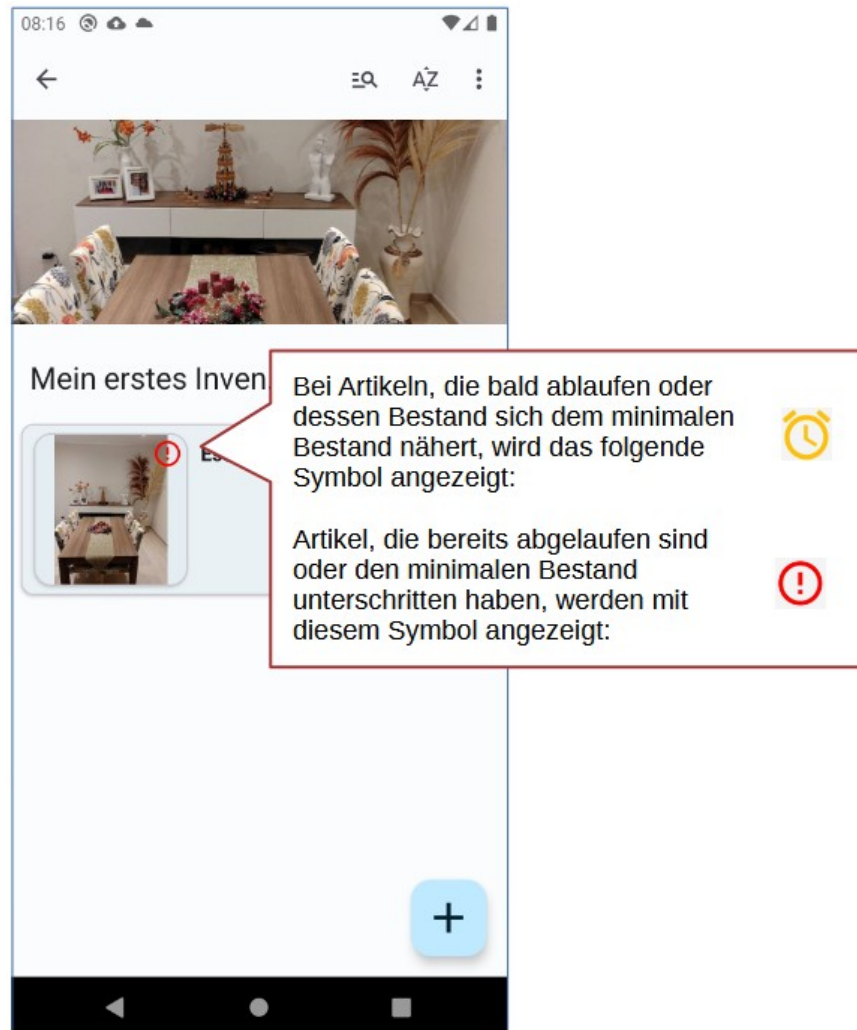 08:16
AZ
Mein erstes Inven
Bei Artikeln, die bald ablaufen oder
dessen Bestand sich dem minimalen
Bestand nähert, wird das folgende
Symbol angezeigt:
Artikel, die bereits abgelaufen sind
oder den minimalen Bestand
unterschritten haben, werden mit
diesem Symbol angezeigt: